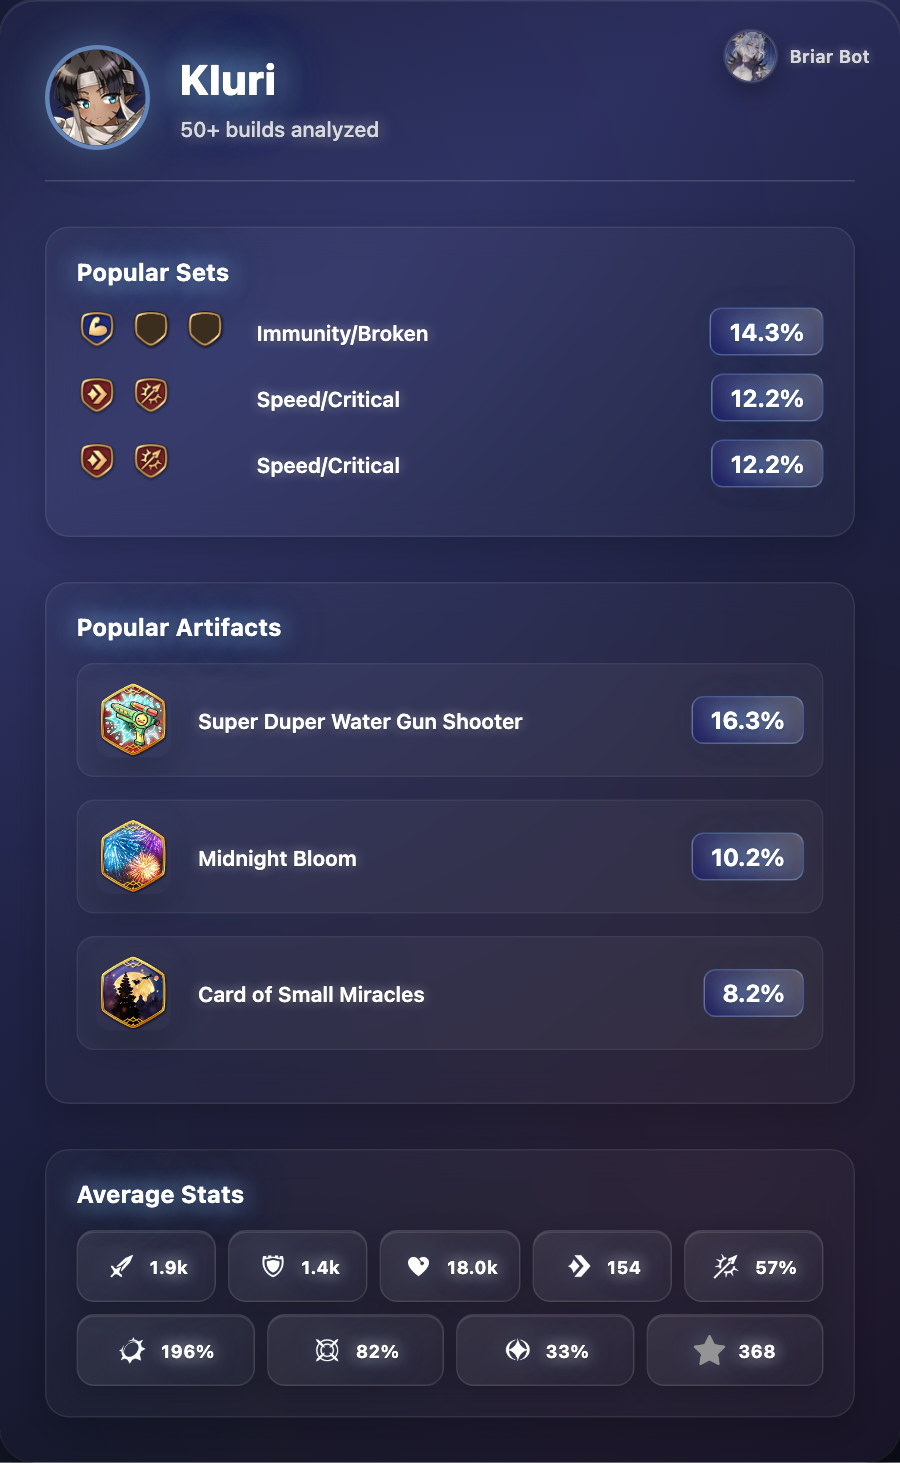 Kluri
50+ builds analyzed
Briar Bot
Popular Sets
Immunity/Broken 14.3%
Speed/Critical 12.2%
Speed/Critical 12.2%
Popular Artifacts
Super Duper Water Gun Shooter 16.3%
Midnight Bloom 10.2%
Card of Small Miracles 8.2%
Average Stats
1.9k 1.4k 18.0k 154 57%
196% 82% 33% 368